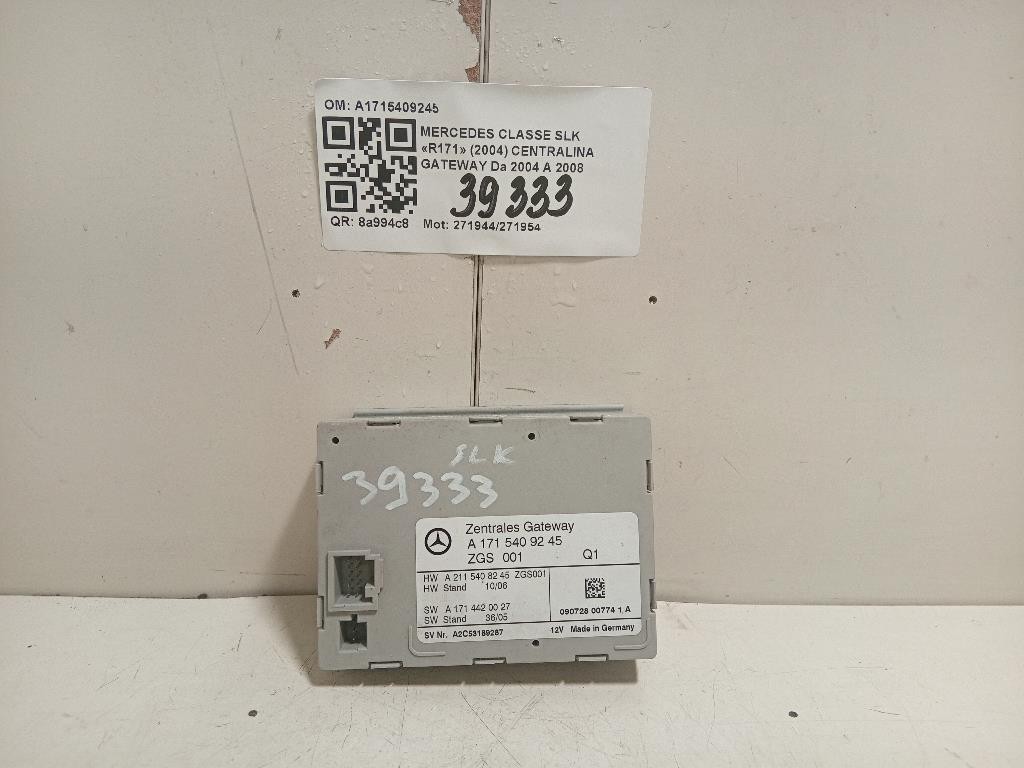 OM: A1715409245
MERCEDES CLASSE SLK
«R171» (2004) CENTRALINA
GATEWAY Da 2004 A 2008
39333
QR: 8a994c8 Mot: 271944/271954
SLK
39333
Zentrales Gateway
A 171 540 92 45
ZGS 001 Q1
HW A 211 540 82 45 ZGS001
HW Stand 10/06
SW A 171 442 00 27
SW Stand 36/05
090728 00774 1 A
SV Nr. A2C53189287 12V Made in Germany